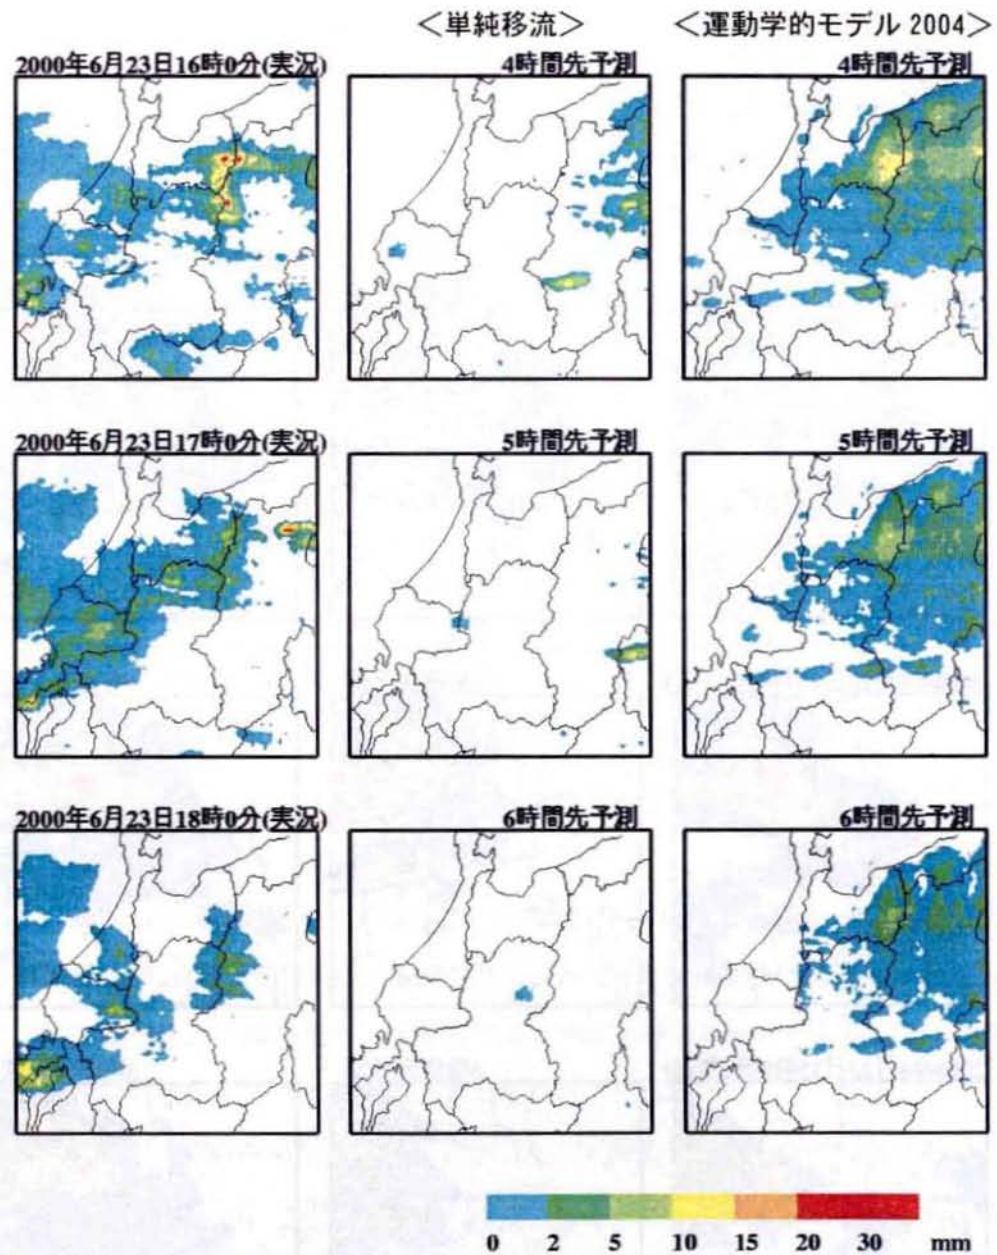 ＜単純移流＞ ＜運動学的モデル 2004＞
2000年6月23日16時0分(実況) 4時間先予測 4時間先予測
2000年6月23日17時0分(実況) 5時間先予測 5時間先予測
2000年6月23日18時0分(実況) 6時間先予測 6時間先予測
0 2 5 10 15 20 30 mm